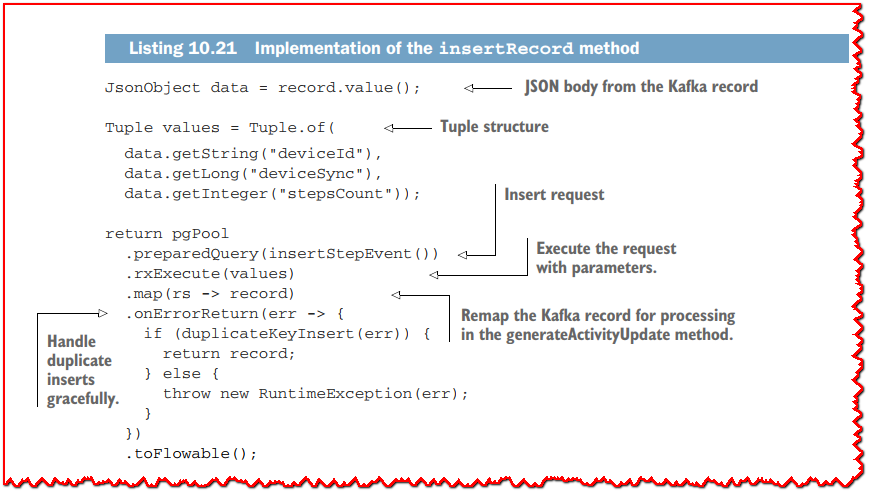 Listing 10.21 Implementation of the insertRecord method
JsonObject data = record.value();
JSON body from the Kafka record
Tuple values = Tuple.of(
Tuple structure
data.getString("deviceId"),
data.getLong("deviceSync"),
data.getInteger("stepsCount"));
Insert request
return pgPool
.preparedQuery(insertStepEvent())
Execute the request
with parameters.
.rxExecute(values)
.map(rs -> record)
Remap the Kafka record for processing
in the generateActivityUpdate method.
.onErrorReturn(err -> {
Handle
duplicate
inserts
gracefully.
if (duplicateKeyInsert(err)) {
return record;
} else {
throw new RuntimeException(err);
}
})
.toFlowable();